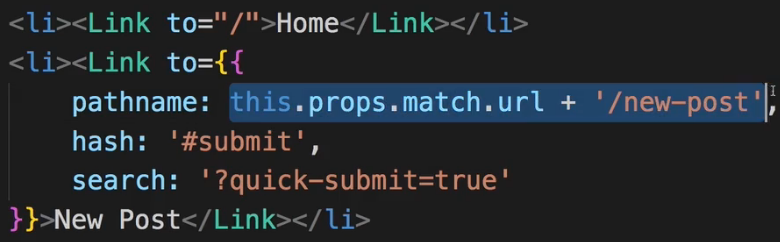 <li><Link to="/">Home</Link></li>
<li><Link to={{
pathname: this.props.match.url + '/new-post',
hash: '#submit',
search: '?quick-submit=true'
}}>New Post</Link></li>